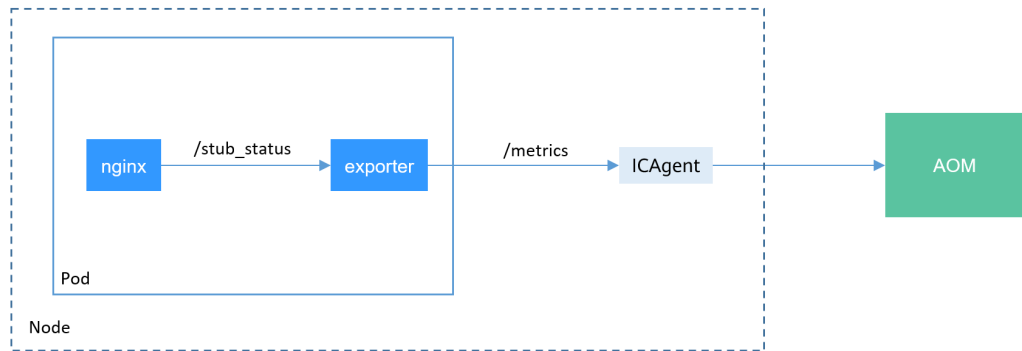 /stub_status
/metrics
nginx
exporter
ICAgent
AOM
Pod
Node